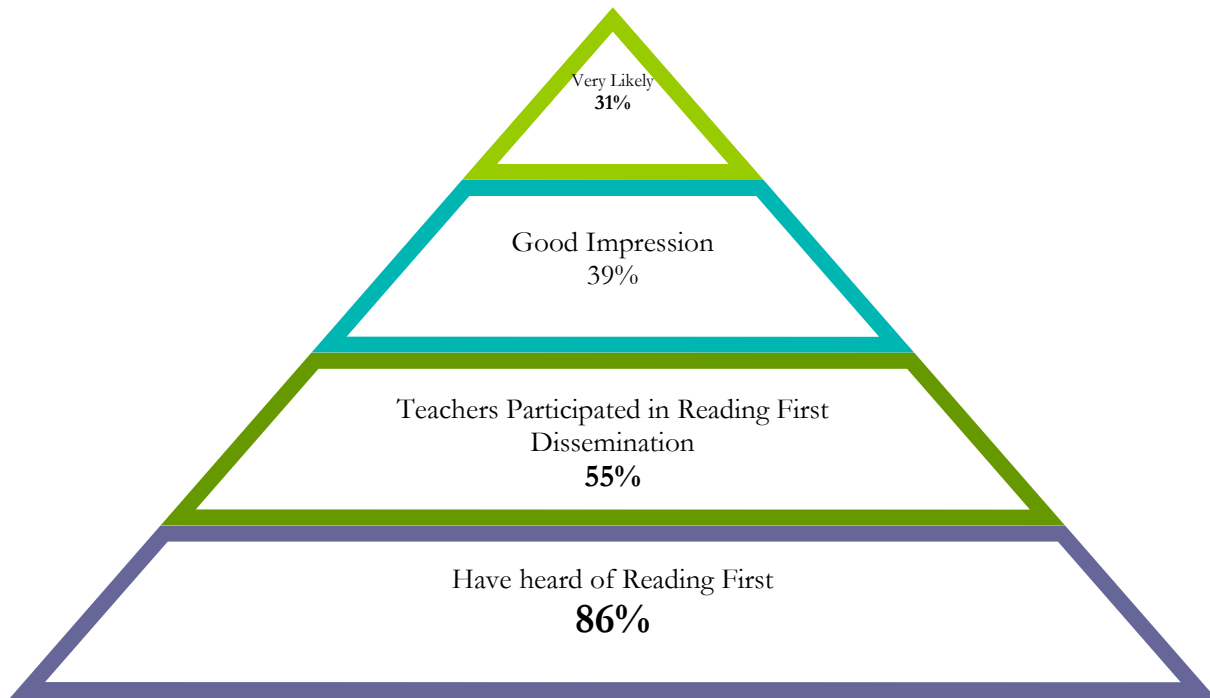 Very Likely
31%
Good Impression
39%
Teachers Participated in Reading First
Dissemination
55%
Have heard of Reading First
86%